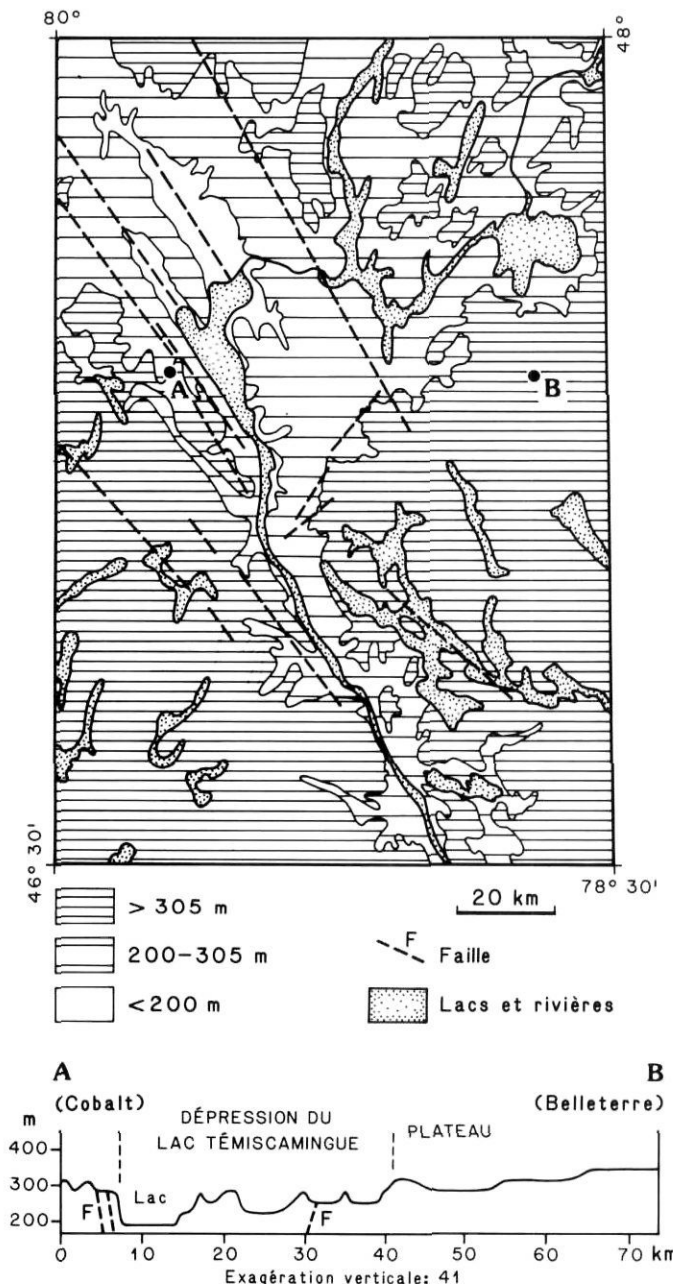 80°
48°
A
B
46° 30'
78° 30'
> 305 m
20 km
200-305 m
F
Faille
<200 m
Lacs et rivières
A
B
(Cobalt)
DÉPRESSION DU
LAC TÉMISCAMINGUE
PLATEAU
(Belleterre)
m
400
300
200
F
Lac
F
0 10 20 30 40 50 60 70 km
Exagération verticale: 41